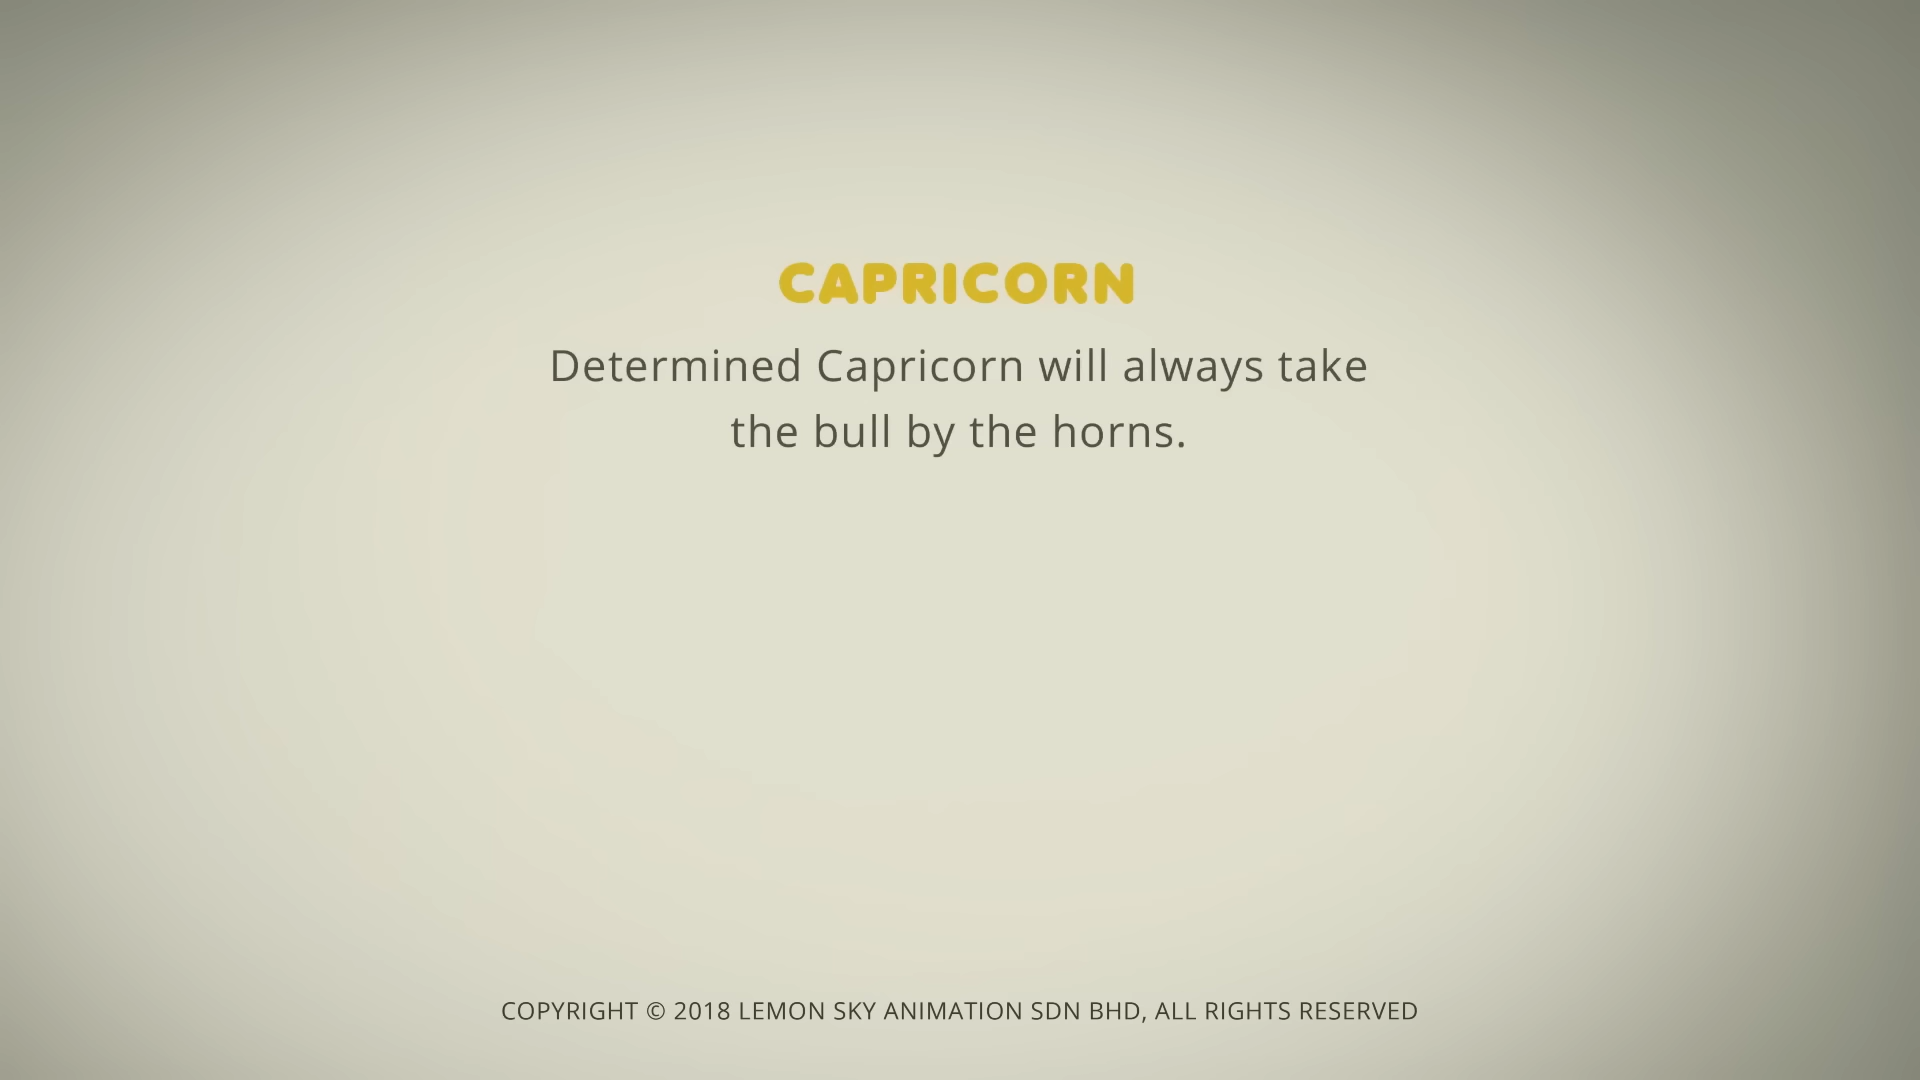 CAPRICORN
Determined Capricorn will always take
the bull by the horns.
COPYRIGHT © 2018 LEMON SKY ANIMATION SDN BHD, ALL RIGHTS RESERVED